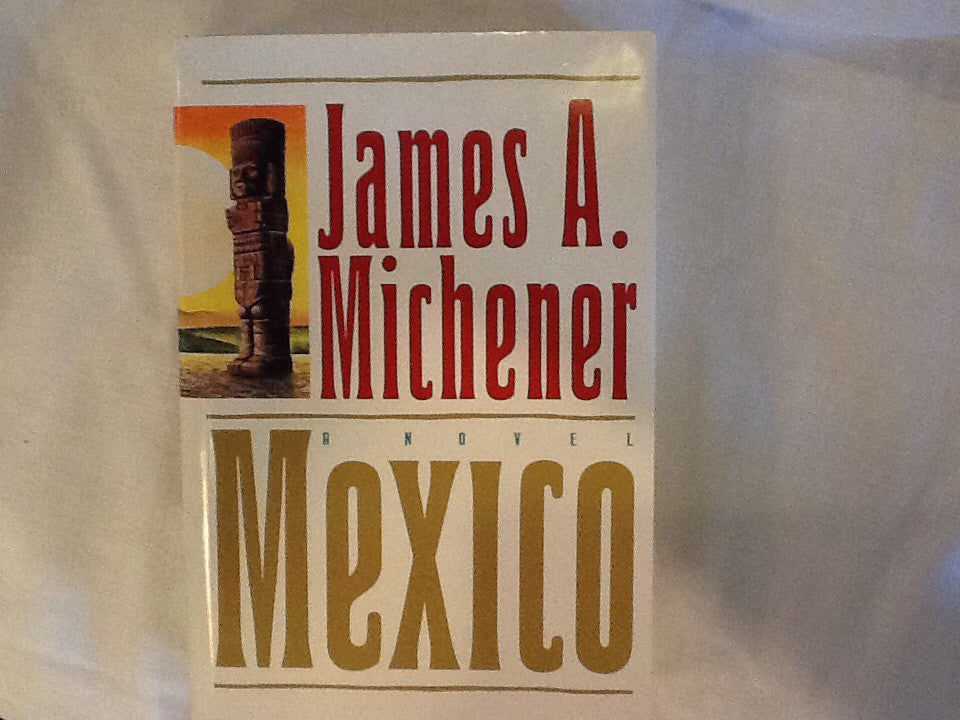 James A.
Michener
A NOVEL
Mexico